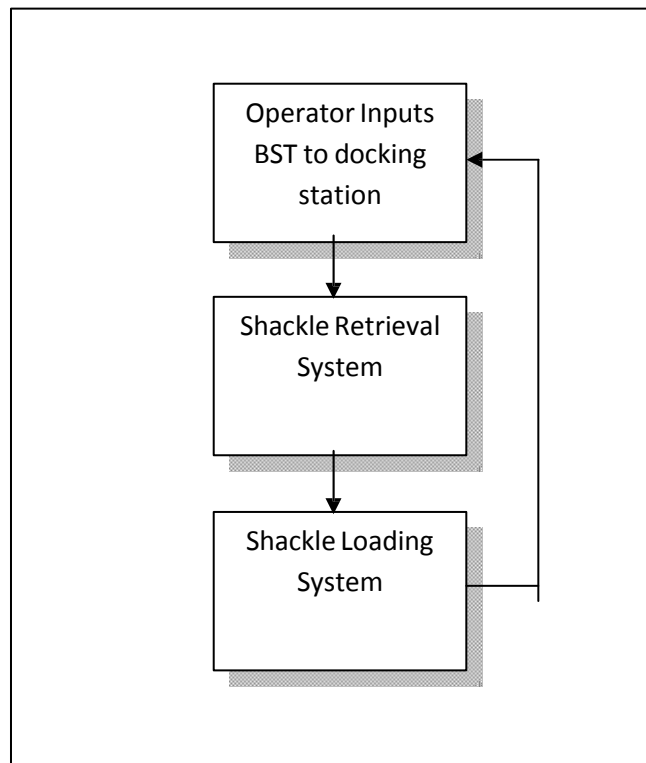 Operator Inputs
BST to docking
station
Shackle Retrieval
System
Shackle Loading
System